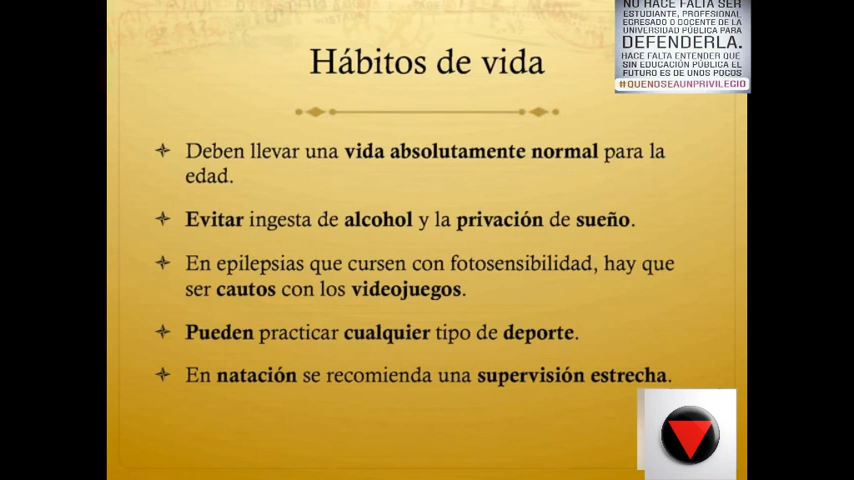 NO HACE FALTA SER
ESTUDIANTE, PROFESIONAL
EGRESADO O DOCENTE DE LA
UNIVERSIDAD PÚBLICA PARA
DEFENDERLA.
HACE FALTA ENTENDER QUE
SIN EDUCACIÓN PÚBLICA EL
FUTURO ES DE UNOS POCOS
#QUENOSEAUNPRIVILEGIO
Hábitos de vida
Deben llevar una vida absolutamente normal para la
edad.
Evitar ingesta de alcohol y la privación de sueño.
En epilepsias que cursen con fotosensibilidad, hay que
ser cautos con los videojuegos.
Pueden practicar cualquier tipo de deporte.
En natación se recomienda una supervisión estrecha.